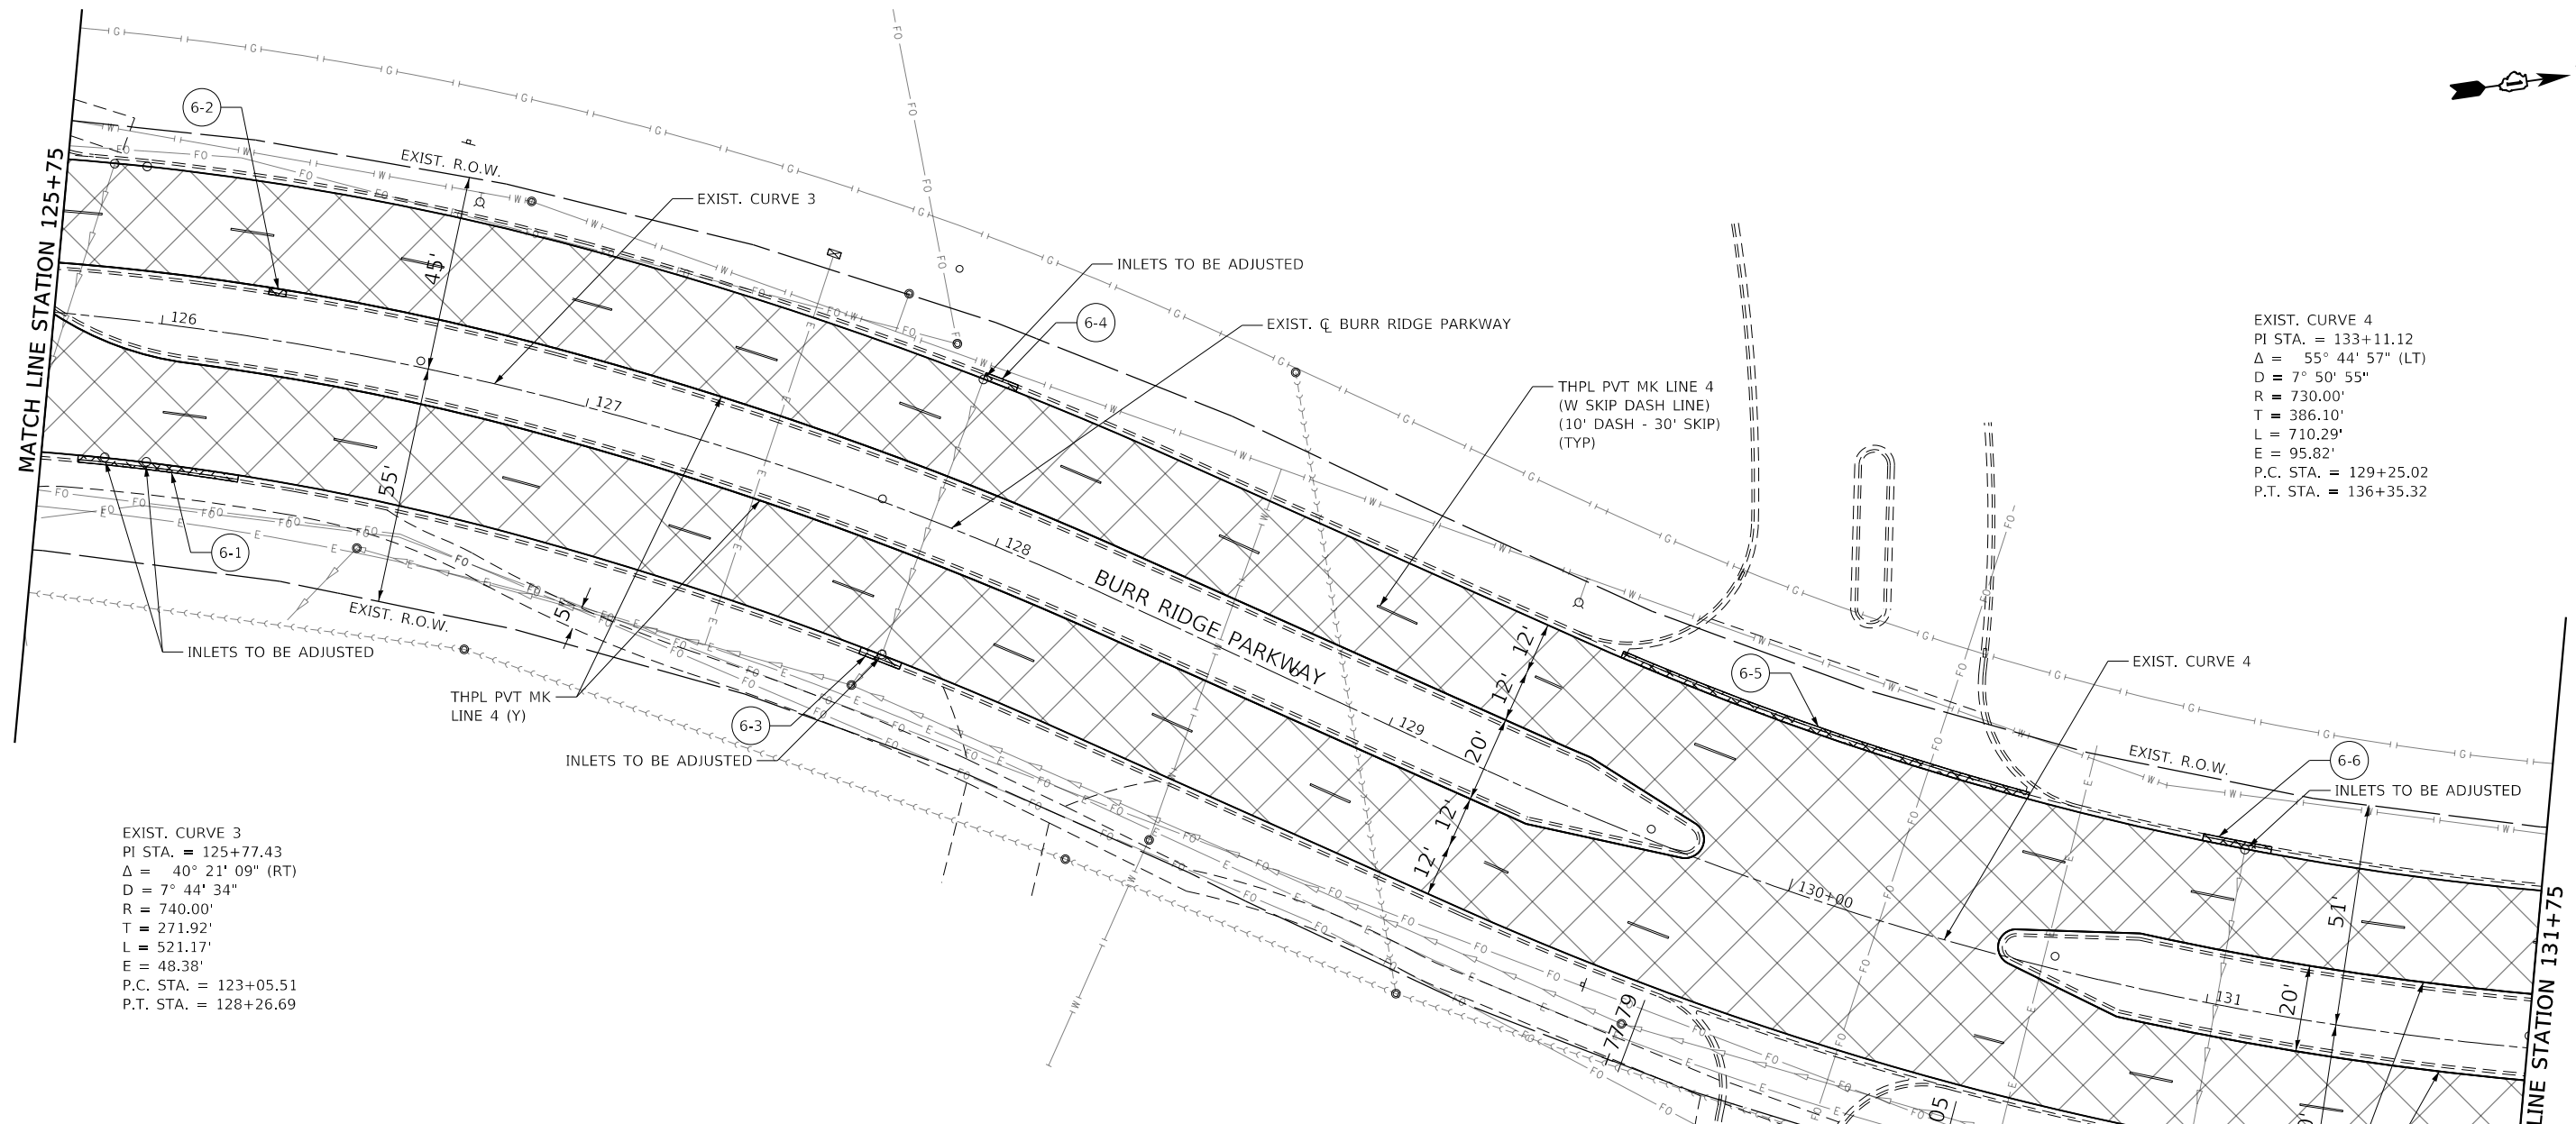 6-2
EXIST. R.O.W.
EXIST. CURVE 3
INLETS TO BE ADJUSTED
6-4
EXIST. ℄ BURR RIDGE PARKWAY
THPL PVT MK LINE 4
(W SKIP DASH LINE)
(10' DASH - 30' SKIP)
(TYP)
EXIST. CURVE 4
PI STA. = 133+11.12
Δ = 55° 44' 57" (LT)
D = 7° 50' 55"
R = 730.00'
T = 386.10'
L = 710.29'
E = 95.82'
P.C. STA. = 129+25.02
P.T. STA. = 136+35.32
MATCH LINE STATION 125+75
45'
55'
126
127
128
BURR RIDGE PARKWAY
129
130+00
131
6-1
EXIST. R.O.W.
INLETS TO BE ADJUSTED
5'
THPL PVT MK
LINE 4 (Y)
6-3
INLETS TO BE ADJUSTED
12'
12'
20'
12'
12'
6-5
EXIST. CURVE 4
EXIST. R.O.W.
6-6
INLETS TO BE ADJUSTED
51'
20'
LINE STATION 131+75
EXIST. CURVE 3
PI STA. = 125+77.43
Δ = 40° 21' 09" (RT)
D = 7° 44' 34"
R = 740.00'
T = 271.92'
L = 521.17'
E = 48.38'
P.C. STA. = 123+05.51
P.T. STA. = 128+26.69
7779
05